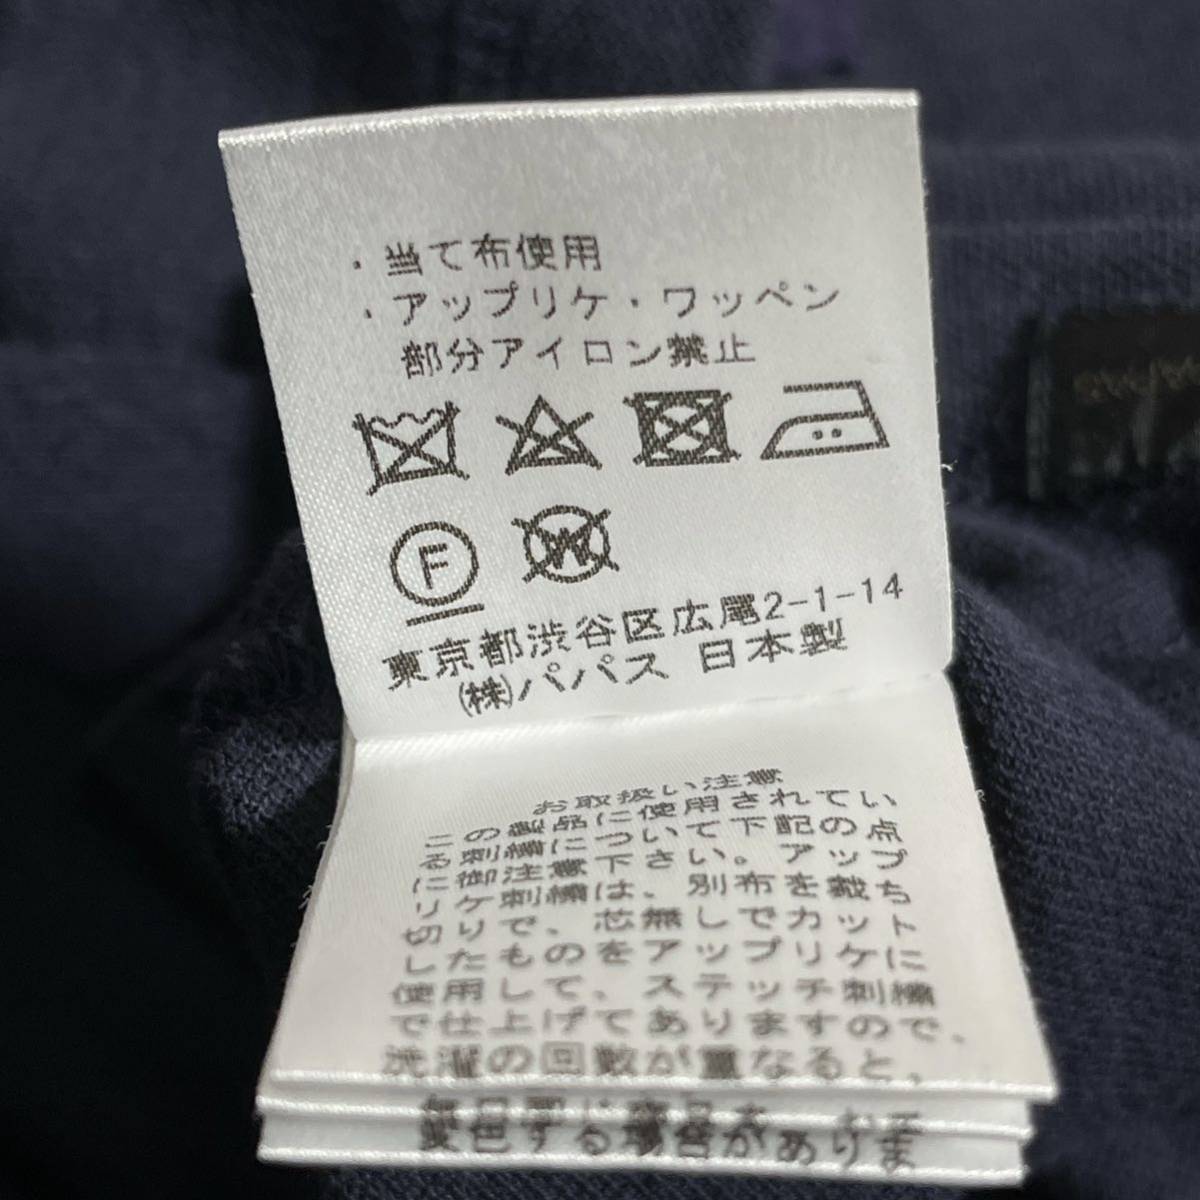 ・当て布使用
・アップリケ・ワッペン
部分アイロン禁止
F
W
東京都渋谷区広尾2-1-14
(株)パパス 日本製
お取扱い注意
この製品に使用されてい
る刺繍について下記の点
に御注意下さい。アップ
リケ刺繍は、別布を裁ち
切りで、芯無しでカット
したものをアップリケに
使用して、ステッチ刺繍
で仕上げてありますので、
洗濯の回数が重なると、
変色する場合がありま